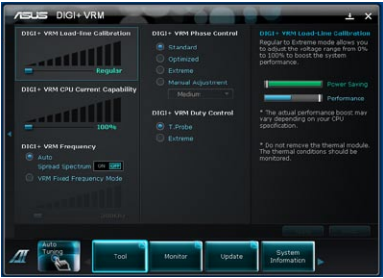 ASUS DIGI+ VRM
DIGI+ VRM Load-line Calibration
Regular
DIGI+ VRM CPU Current Capability
100%
DIGI+ VRM Frequency
Auto
Spread Spectrum ON OFF
VRM Fixed Frequency Mode
DIGI+ VRM Phase Control
Standard
Optimized
Extreme
Manual Adjustment
Medium
DIGI+ VRM Duty Control
T.Probe
Extreme
DIGI+ VRM Load-Line Calibration
Regular to Extreme mode allows you
to adjust the voltage range from 0%
to 100% to boost the system
performance.
Power Saving
Performance
* The actual performance boost may
vary depending on your CPU
specification.
* Do not remove the thermal module.
The thermal conditions should be
monitored.
Auto
Tuning
Tool
Monitor
Update
System
Information